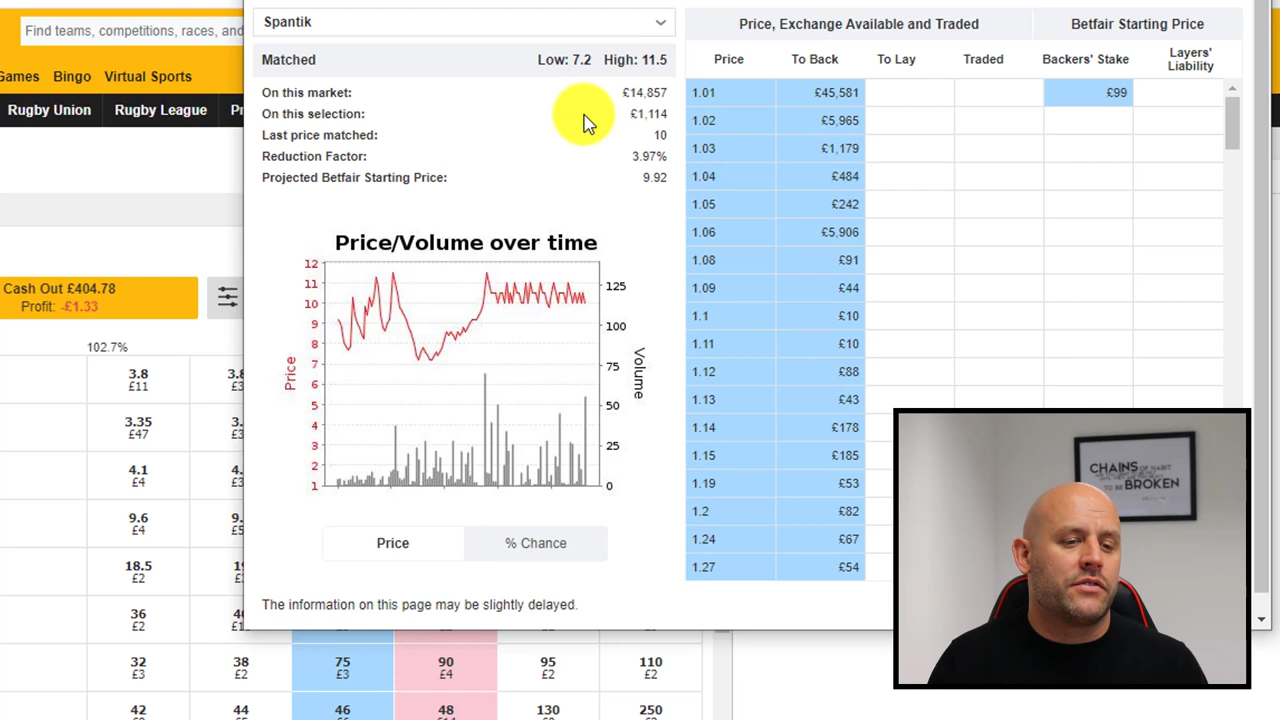 Find teams, competitions, races, and
Games Bingo Virtual Sports
Rugby Union Rugby League
Cash Out £404.78
Profit: -£1.33
102.7%
3.8
£11
3.35
£47
4.1
£4
9.6
£4
18.5
£2
36
£2
32 38 75 90 95 110
£3 £2 £3 £4 £2 £2
42 44 46 48 130 250
Spantik
Matched Low: 7.2 High: 11.5
On this market: £14,857
On this selection: £1,114
Last price matched: 10
Reduction Factor: 3.97%
Projected Betfair Starting Price: 9.92
Price/Volume over time
12
11
10
9
8
7
6
5
4
3
2
1
Price
125
100
75
50
25
0
Volume
Price % Chance
The information on this page may be slightly delayed.
Price, Exchange Available and Traded Betfair Starting Price
Price To Back To Lay Traded Backers' Stake Layers' Liability
1.01 £45,581 £99
1.02 £5,965
1.03 £1,179
1.04 £484
1.05 £242
1.06 £5,906
1.08 £91
1.09 £44
1.1 £10
1.11 £10
1.12 £88
1.13 £43
1.14 £178
1.15 £185
1.19 £53
1.2 £82
1.24 £67
1.27 £54
CHAINS OF HABIT
TO BE BROKEN